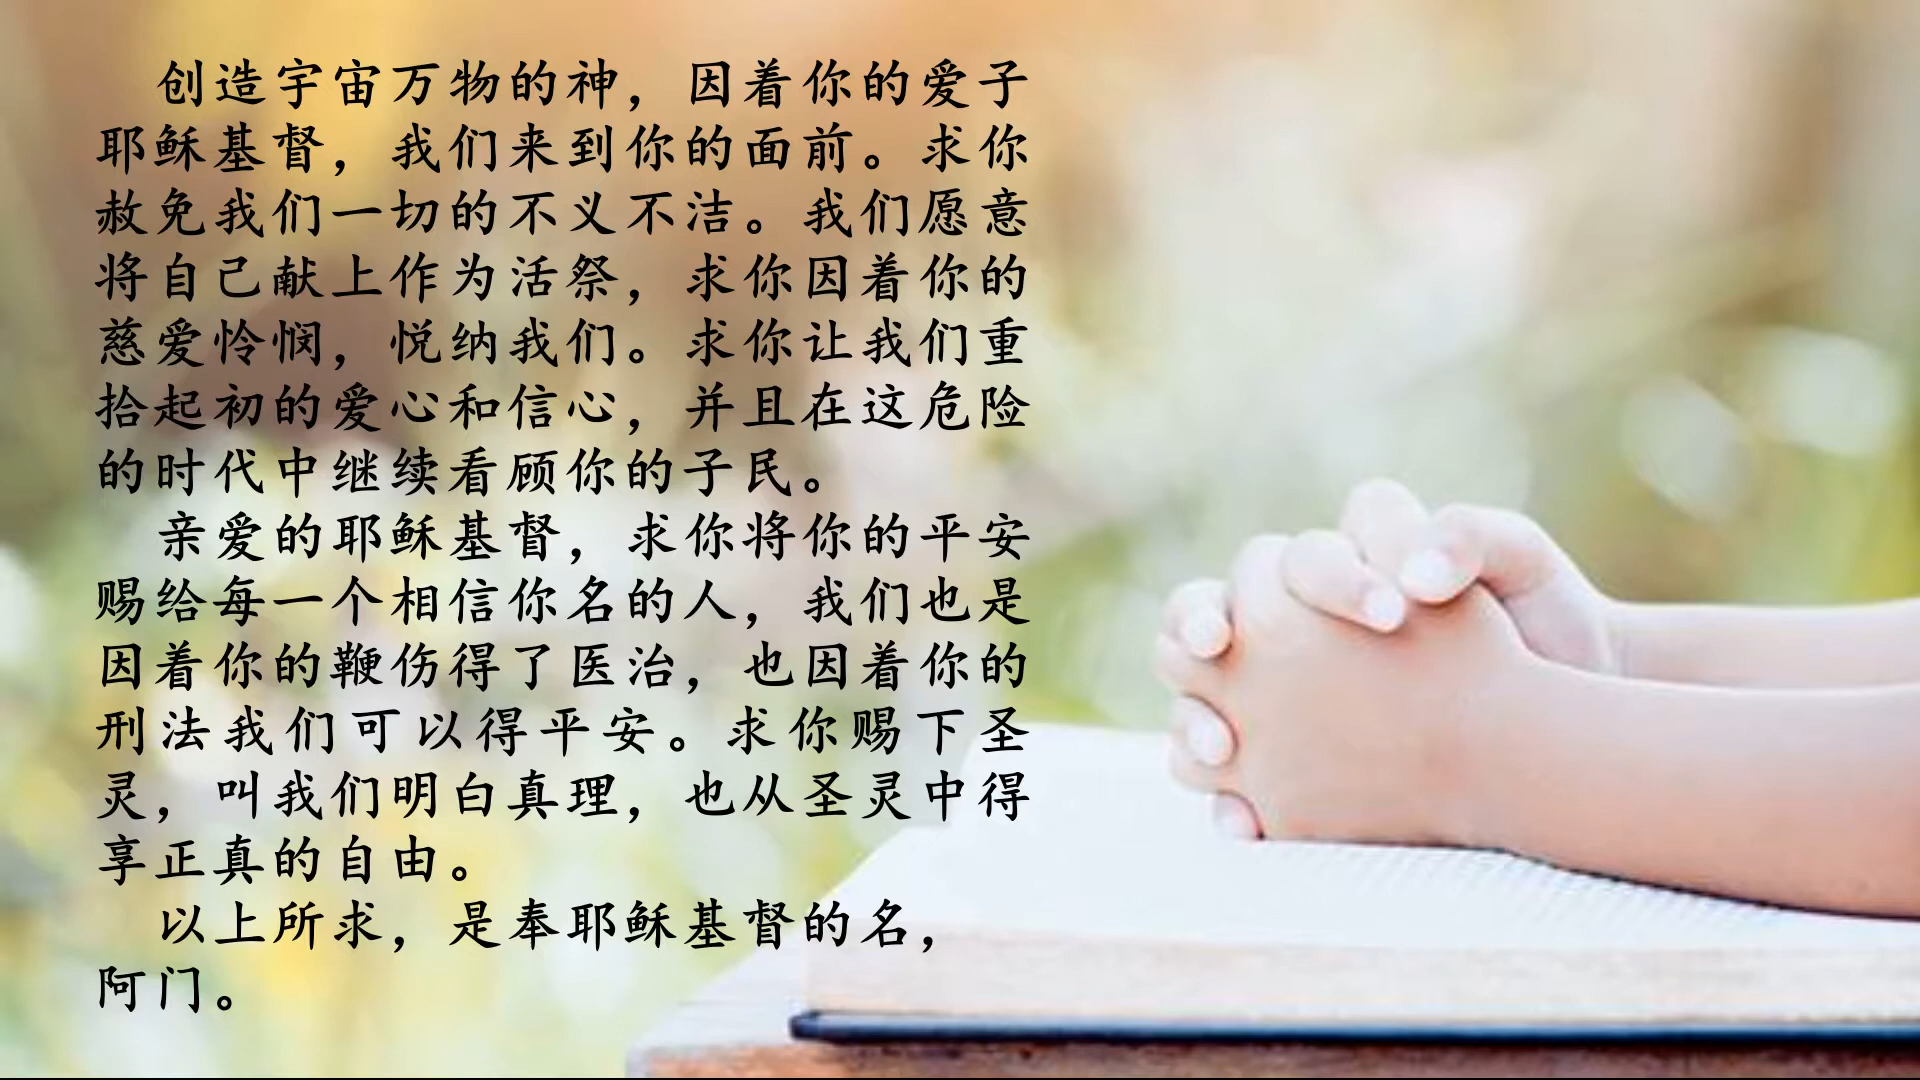 创造宇宙万物的神，因着你的爱子
耶稣基督，我们来到你的面前。求你
赦免我们一切的不义不洁。我们愿意
将自己献上作为活祭，求你因着你的
慈爱怜悯，悦纳我们。求你让我们重
拾起初的爱心和信心，并且在这危险
的时代中继续看顾你的子民。
亲爱的耶稣基督，求你将你的平安
赐给每一个相信你名的人，我们也是
因着你的鞭伤得了医治，也因着你的
刑法我们可以得平安。求你赐下圣
灵，叫我们明白真理，也从圣灵中得
享正真的自由。
以上所求，是奉耶稣基督的名，
阿门。